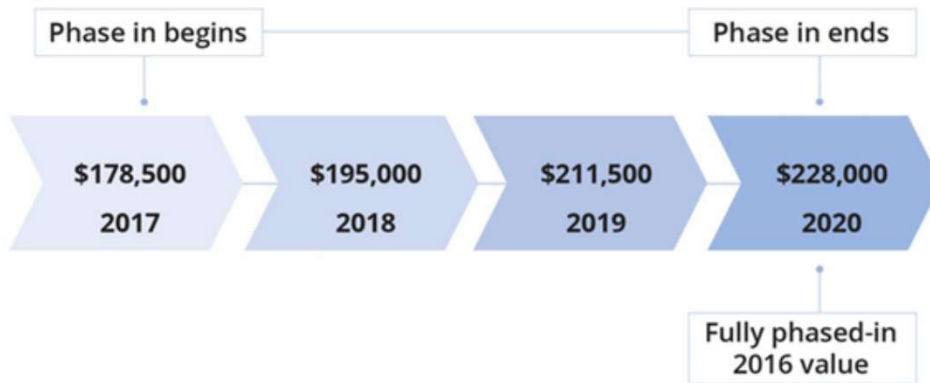 Phase in begins
Phase in ends
$178,500
2017
$195,000
2018
$211,500
2019
$228,000
2020
Fully phased-in
2016 value